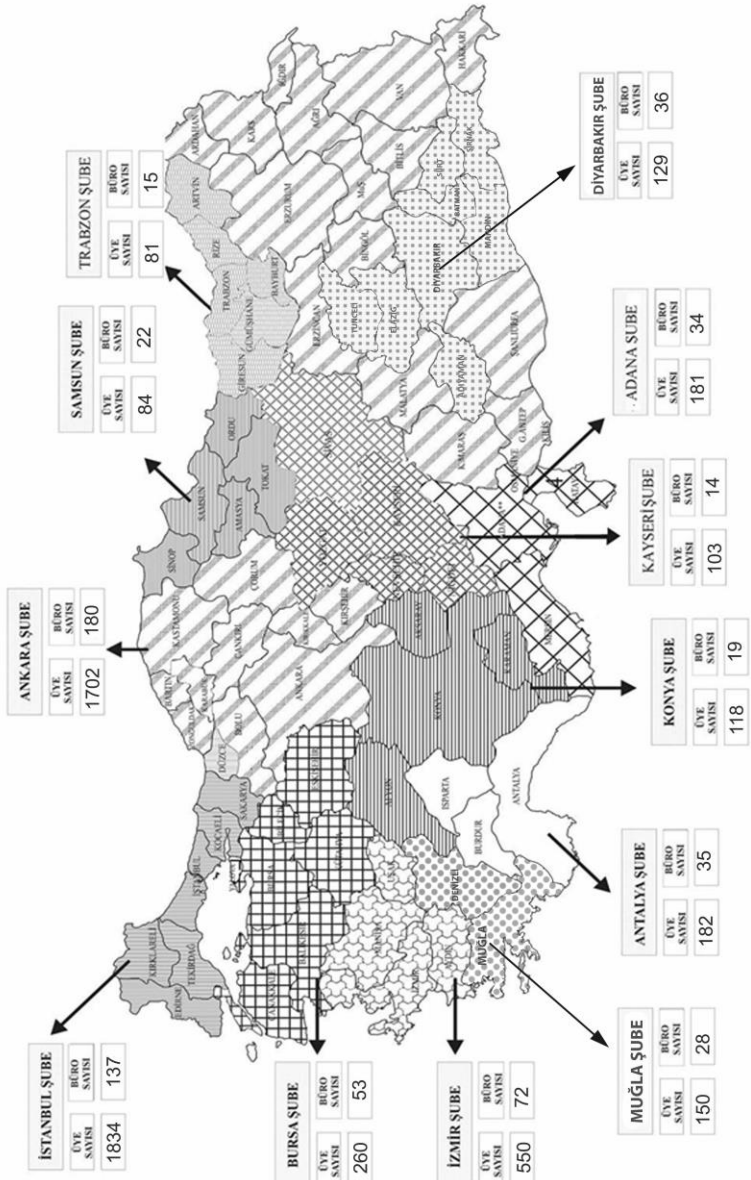 İSTANBUL ŞUBE
ÜYE SAYISI
BÜRO SAYISI
1834
137
ANKARA ŞUBE
ÜYE SAYISI
BÜRO SAYISI
1702
180
SAMSUN ŞUBE
ÜYE SAYISI
BÜRO SAYISI
84
22
TRABZON ŞUBE
ÜYE SAYISI
BÜRO SAYISI
81
15
BURSA ŞUBE
ÜYE SAYISI
BÜRO SAYISI
260
53
İZMİR ŞUBE
ÜYE SAYISI
BÜRO SAYISI
550
72
MUĞLA ŞUBE
ÜYE SAYISI
BÜRO SAYISI
150
28
ANTALYA ŞUBE
ÜYE SAYISI
BÜRO SAYISI
182
35
KONYA ŞUBE
ÜYE SAYISI
BÜRO SAYISI
118
19
KAYSERİ ŞUBE
ÜYE SAYISI
BÜRO SAYISI
103
14
ADANA ŞUBE
ÜYE SAYISI
BÜRO SAYISI
181
34
DİYARBAKIR ŞUBE
ÜYE SAYISI
BÜRO SAYISI
129
36
KIRKLARELİ
EDİRNE
TEKİRDAĞ
İSTANBUL
KOCAELİ
SAKARYA
DÜZCE
BOLU
BARTIN
KASTAMONU
ÇANKIRI
ÇORUM
ANKARA
KIRŞEHİR
SİNOP
SAMSUN
AMASYA
TOKAT
ORDU
GİRESUN
TRABZON
GÜMÜŞHANE
BAYBURT
RİZE
ARTVİN
ARDAHAN
KARS
IĞDIR
AĞRI
ERZURUM
ERZİNCAN
MUŞ
BİTLİS
VAN
HAKKARİ
BİNGÖL
TUNCELİ
ELAZIĞ
DİYARBAKIR
BATMAN
SİİRT
MARDİN
ŞANLIURFA
ADIYAMAN
MALATYA
K.MARAŞ
G.ANTEP
KİLİS
SİVAS
AKSARAY
KARAMAN
KONYA
MERSİN
AFYON
ISPARTA
BURDUR
ANTALYA
ESKİŞEHİR
BURSA
BALIKESİR
ÇANAKKALE
MANİSA
UŞAK
İZMİR
AYDIN
DENİZLİ
MUĞLA